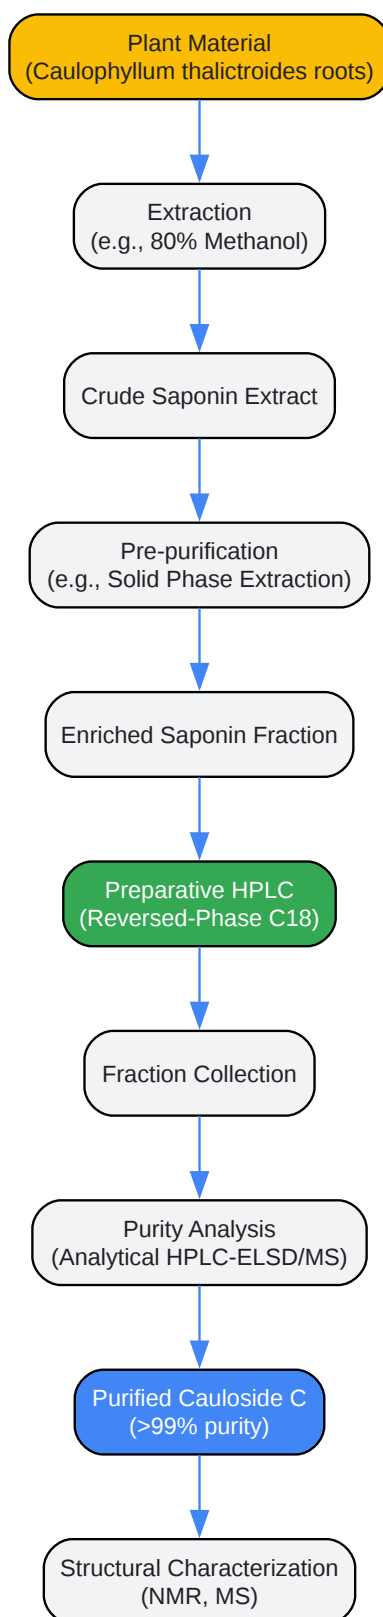 Plant Material
(Caulophyllum thalictroides roots)
Extraction
(e.g., 80% Methanol)
Crude Saponin Extract
Pre-purification
(e.g., Solid Phase Extraction)
Enriched Saponin Fraction
Preparative HPLC
(Reversed-Phase C18)
Fraction Collection
Purity Analysis
(Analytical HPLC-ELSD/MS)
Purified Cauloside C
(>99% purity)
Structural Characterization
(NMR, MS)